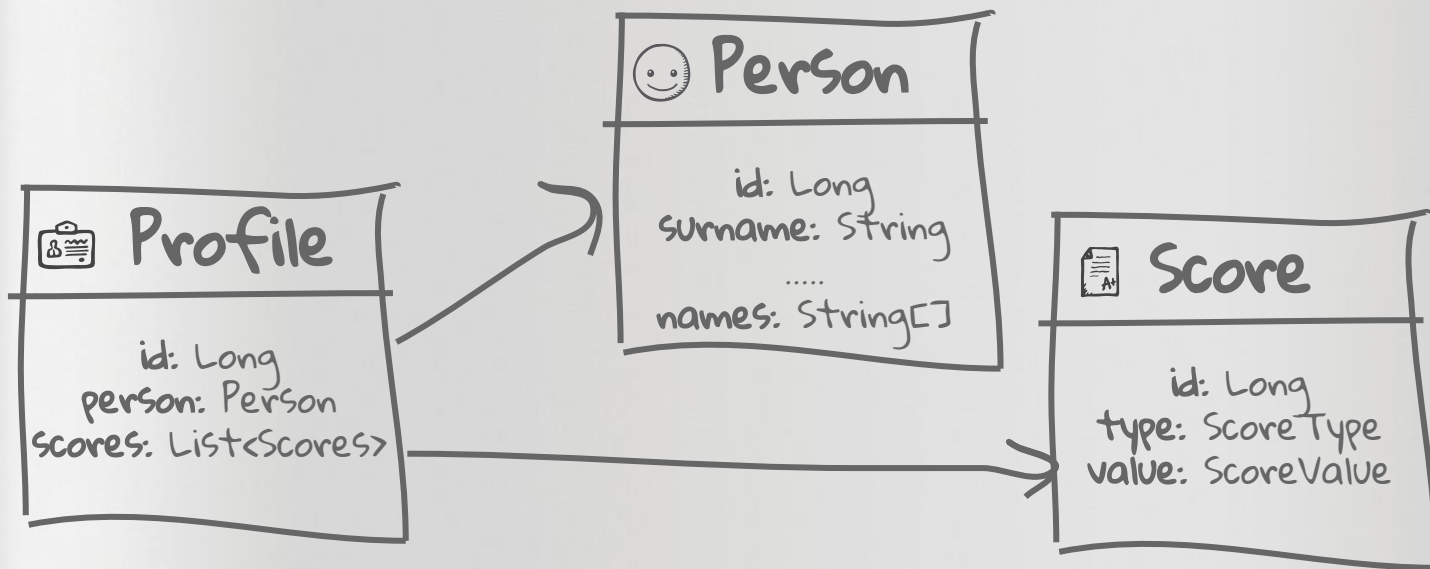 Profile
id: Long
person: Person
scores: List<Scores>
Person
id: Long
surname: String
.....
names: String[]
Score
A+
id: Long
type: ScoreType
value: ScoreValue